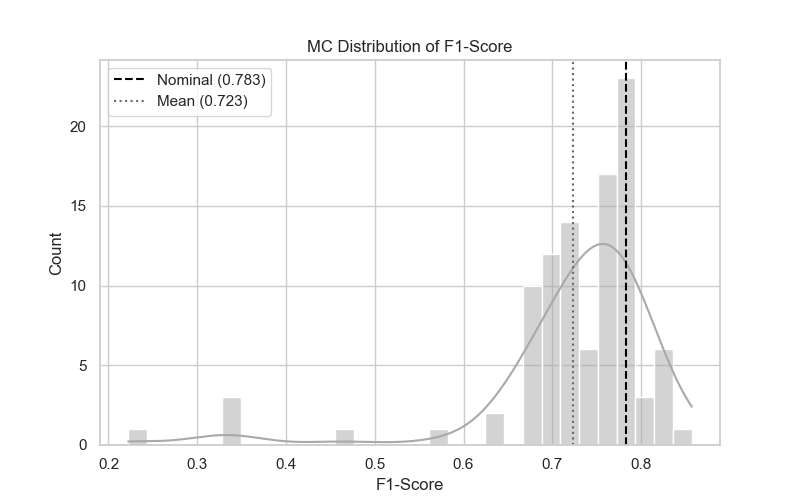 MC Distribution of F1-Score
Nominal (0.783)
Mean (0.723)
Count
20
15
10
5
0
0.2 0.3 0.4 0.5 0.6 0.7 0.8
F1-Score